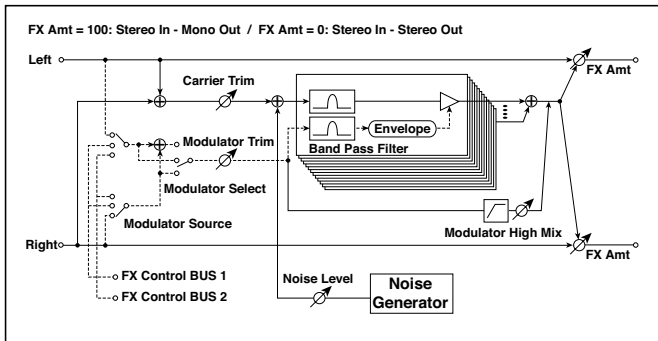 FX Amt = 100: Stereo In - Mono Out / FX Amt = 0: Stereo In - Stereo Out
Left
FX Amt
Carrier Trim
Envelope
Band Pass Filter
Modulator Trim
Modulator Select
Modulator Source
Modulator High Mix
Right
FX Amt
FX Control BUS 1
FX Control BUS 2
Noise Level
Noise
Generator